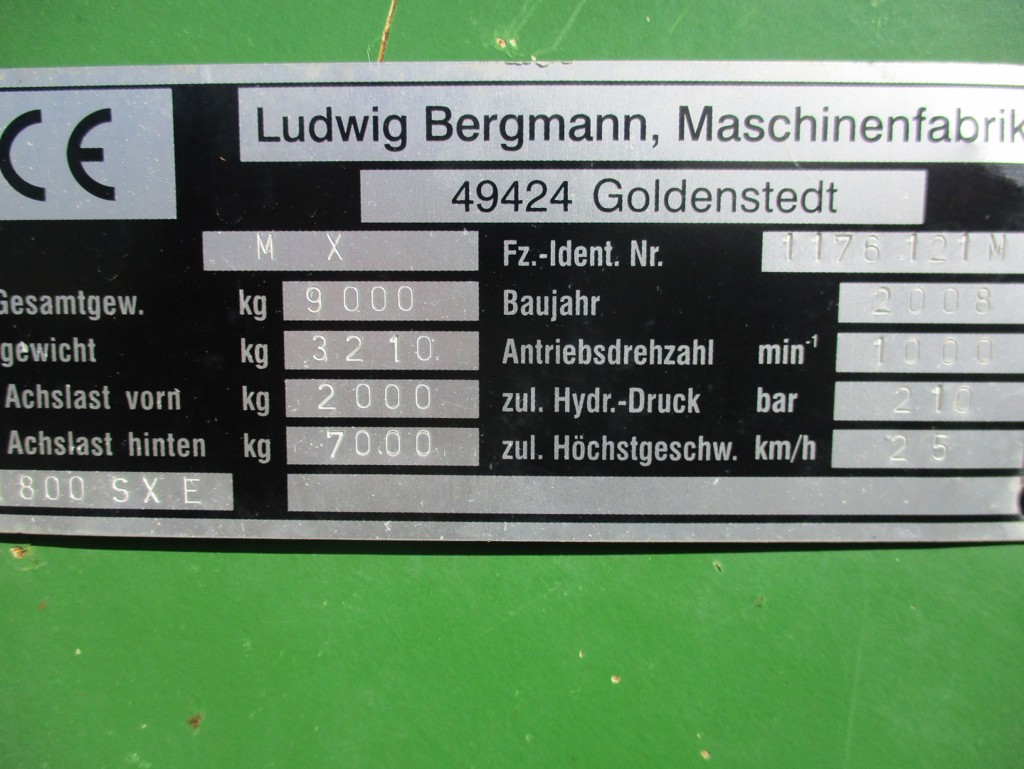 CE
Ludwig Bergmann, Maschinenfabrik
49424 Goldenstedt
M X Fz.-Ident. Nr. 1176 121 M
Gesamtgew. kg 9000 Baujahr 2008
gewicht kg 3210 Antriebsdrehzahl min-1 1000
Achslast vorn kg 2000 zul. Hydr.-Druck bar 210
Achslast hinten kg 7000 zul. Höchstgeschw. km/h 25
800 SXE